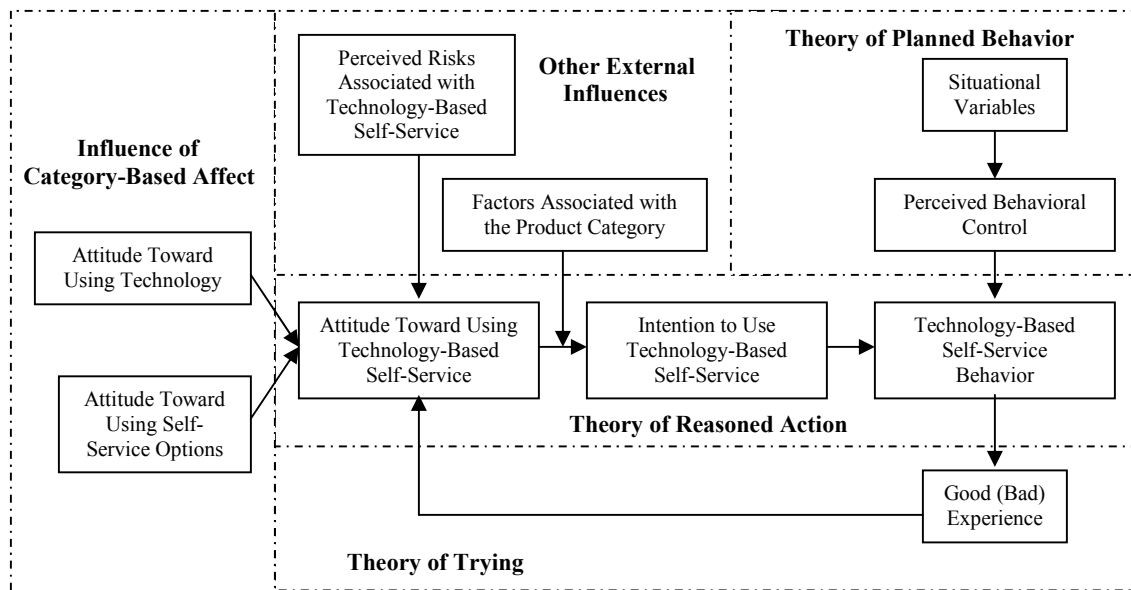 Theory of Planned Behavior
Perceived Risks
Associated with
Technology-Based
Self-Service
Other External
Influences
Situational
Variables
Influence of
Category-Based Affect
Factors Associated with
the Product Category
Perceived Behavioral
Control
Attitude Toward
Using Technology
Attitude Toward Using
Technology-Based
Self-Service
Intention to Use
Technology-Based
Self-Service
Technology-Based
Self-Service
Behavior
Attitude Toward
Using Self-
Service Options
Theory of Reasoned Action
Good (Bad)
Experience
Theory of Trying